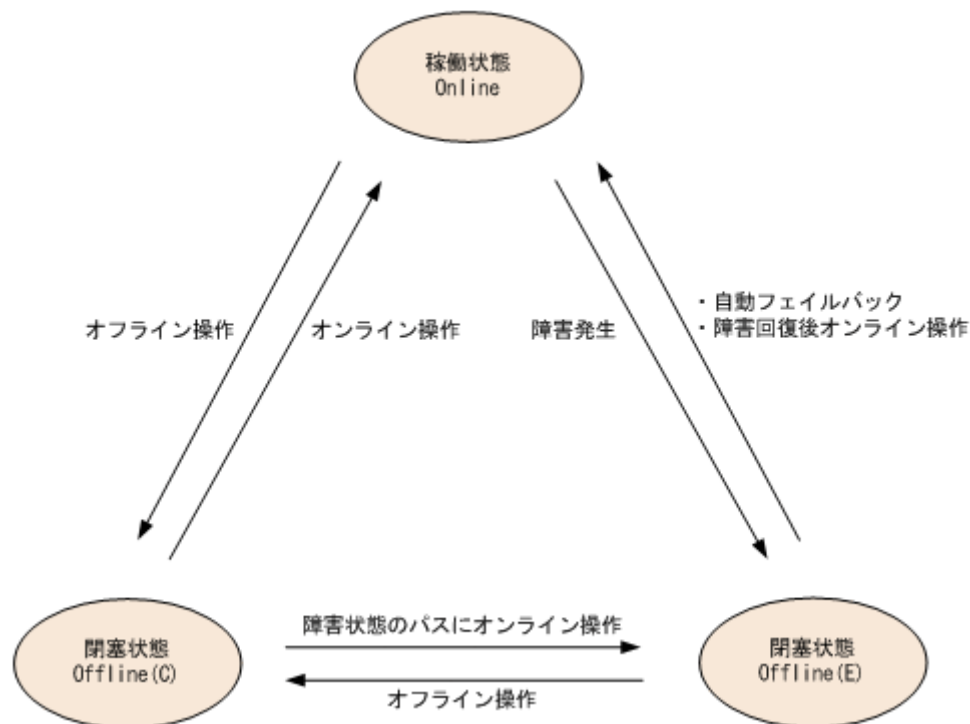 稼働状態
Online
オフライン操作
オンライン操作
障害発生
・自動フェイルバック
・障害回復後オンライン操作
閉塞状態
Offline(C)
障害状態のパスにオンライン操作
オフライン操作
閉塞状態
Offline(E)